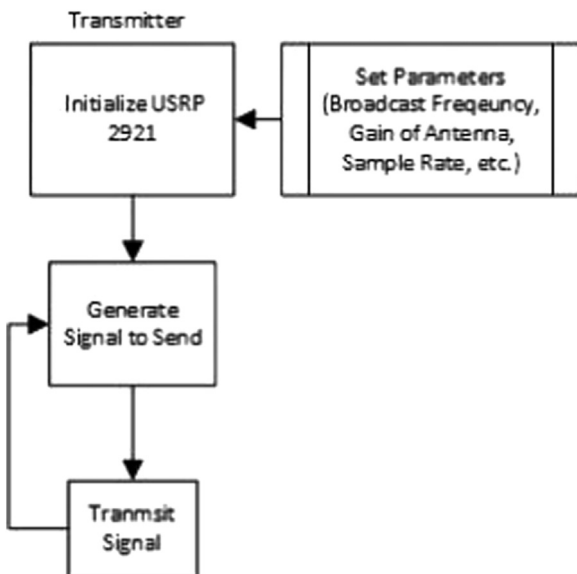 Transmitter
Initialize USRP
2921
Set Parameters
(Broadcast Freqeuncy,
Gain of Antenna,
Sample Rate, etc.)
Generate
Signal to Send
Tranmsit
Signal